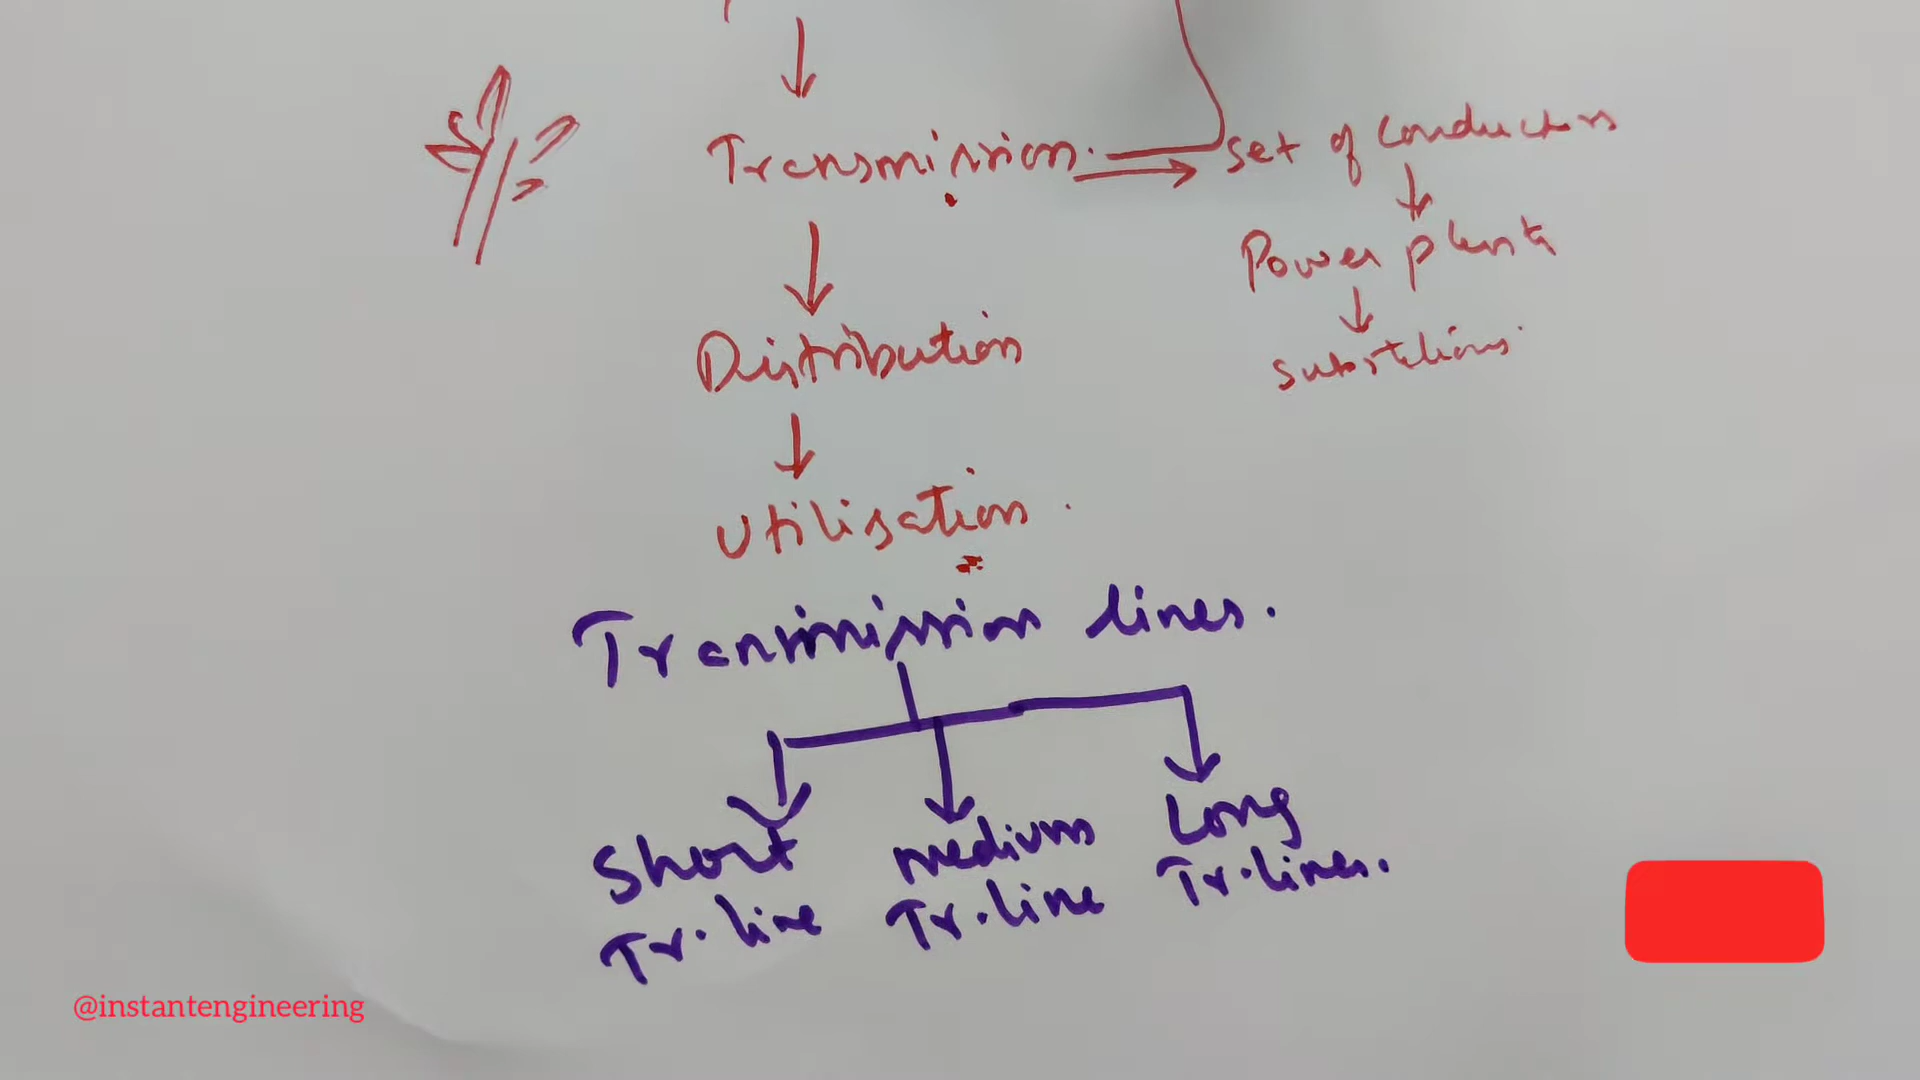 Transmission.
set of conductors
Power plants
substations
Distribution
Utilisation.
Transmission lines.
Short
Tr. line
medium
Tr. line
Long
Tr. lines.
@instantengineering